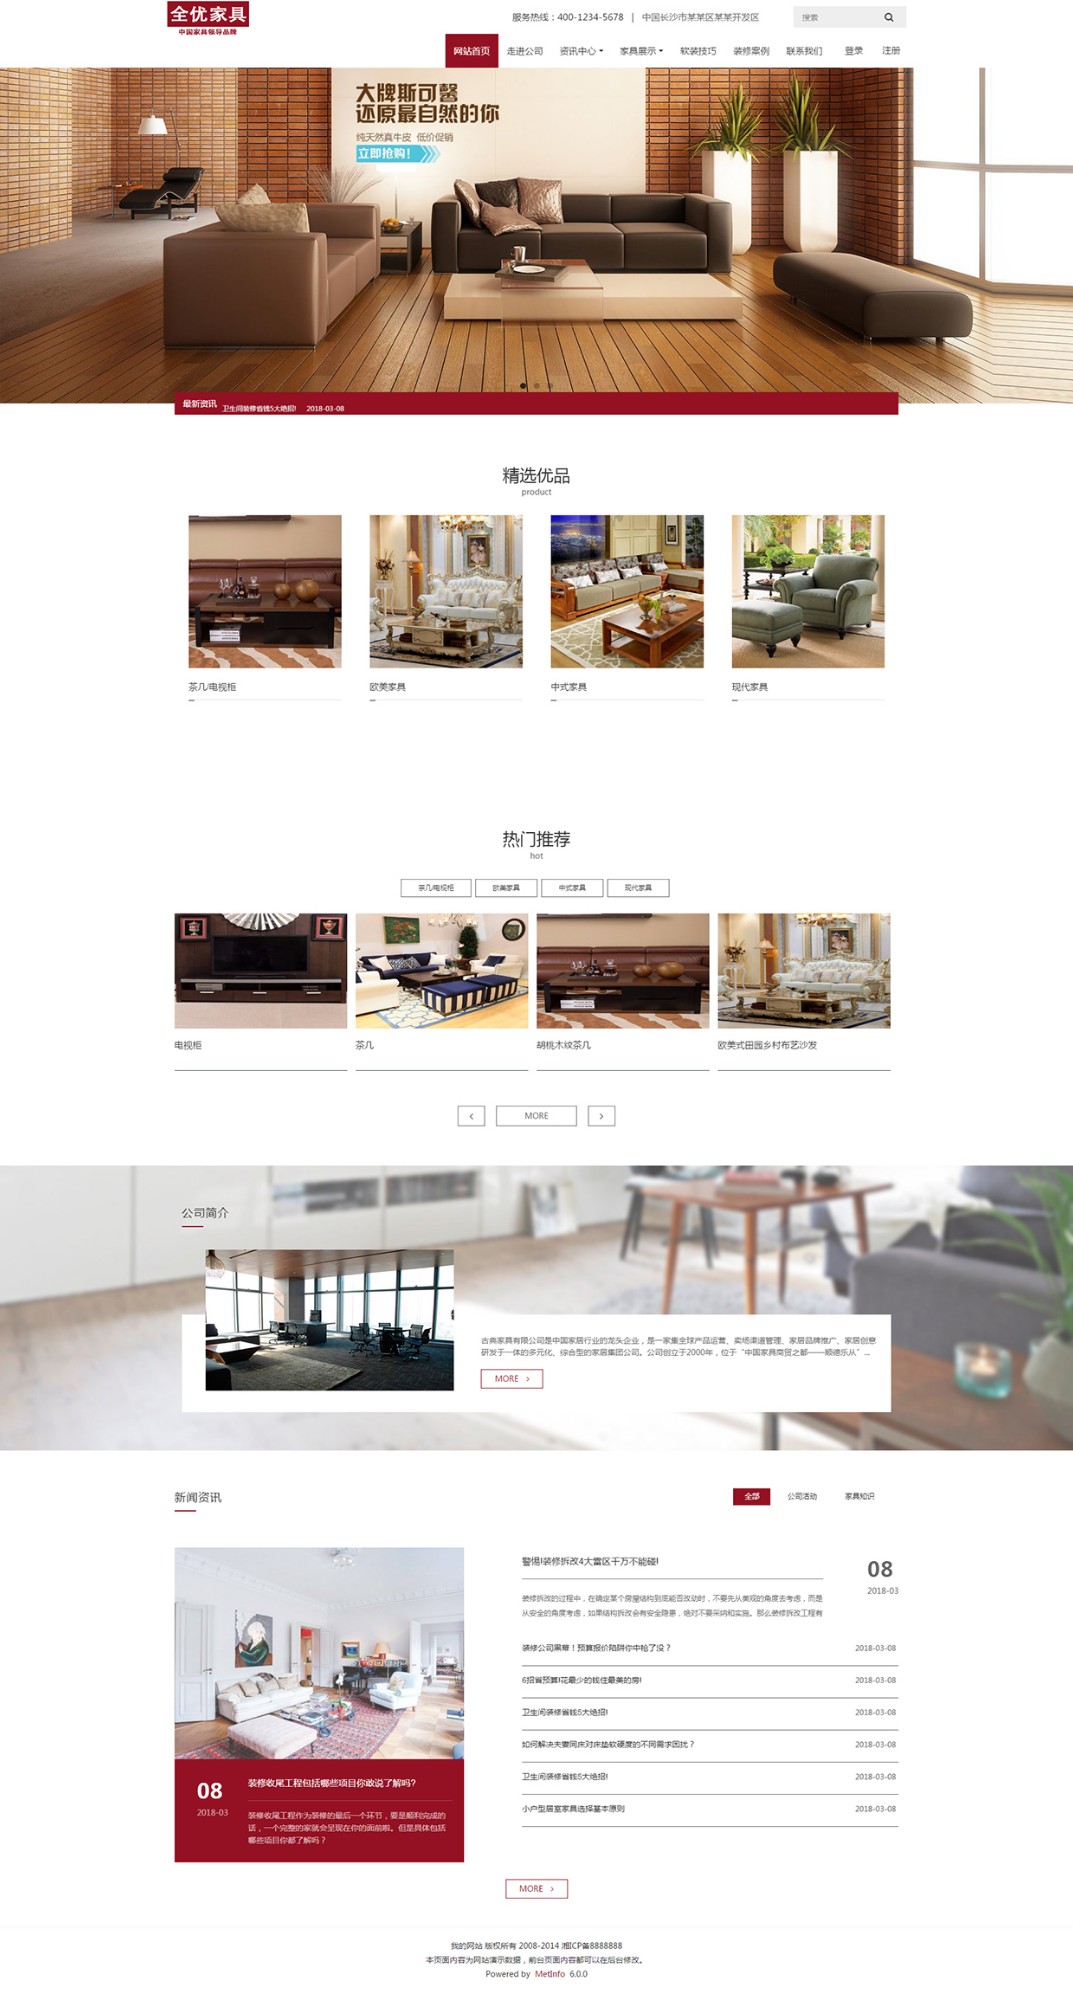 全优家具
中国家具领导品牌
服务热线：400-1234-5678 | 中国长沙市某某区某某开发区
搜索
网站首页 走进公司 资讯中心 家具展示 软装技巧 装修案例 联系我们 登录 注册
大牌斯可馨
还原最自然的你
纯天然真牛皮 低价促销
立即抢购！
最新资讯 卫生间装修省钱5大绝招! 2018-03-08
精选优品
product
茶几/电视柜 欧美家具 中式家具 现代家具
热门推荐
hot
茶几/电视柜 欧美家具 中式家具 现代家具
电视柜 茶几 胡桃木纹茶几 欧美式田园乡村布艺沙发
MORE
公司简介
古典家具有限公司是中国家居行业的龙头企业，是一家集全球产品运营、卖场渠道管理、家居品牌推广、家居创意
研发于一体的多元化、综合型的家居集团公司。公司创立于2000年，位于“中国家具商贸之都——顺德乐从” ...
MORE >
新闻资讯
全部 公司活动 家具知识
警惕!装修拆改4大雷区千万不能碰!
08
2018-03
装修拆改的过程中，在确定某个房屋结构到底能否改动时，不要先从美观的角度去考虑，而是
从安全的角度考虑，如果结构拆改会有安全隐患，绝对不要采纳和实施。那么装修拆改工程有
装修公司黑幕！预算报价陷阱你中枪了没？ 2018-03-08
6招省预算!花最少的钱住最美的房! 2018-03-08
卫生间装修省钱5大绝招! 2018-03-08
如何解决夫妻同床对床垫软硬度的不同需求困扰？ 2018-03-08
卫生间装修省钱5大绝招! 2018-03-08
小户型居室家具选择基本原则 2018-03-08
08
2018-03
装修收尾工程包括哪些项目你敢说了解吗?
装修收尾工程作为装修的最后一个环节，要是顺利完成的
话，一个完整的家就会呈现在你的面前啦。但是具体包括
哪些项目你都了解吗？
MORE >
我的网站 版权所有 2008-2014 湘ICP备8888888
本页面内容为网站演示数据，前台页面内容都可以在后台修改。
Powered by MetInfo 6.0.0